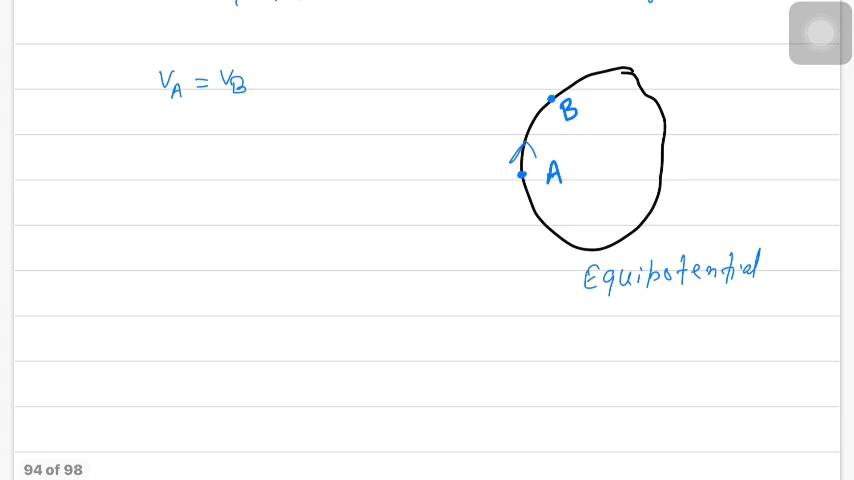 V_A = V_B
B
A
Equipotential
94 of 98